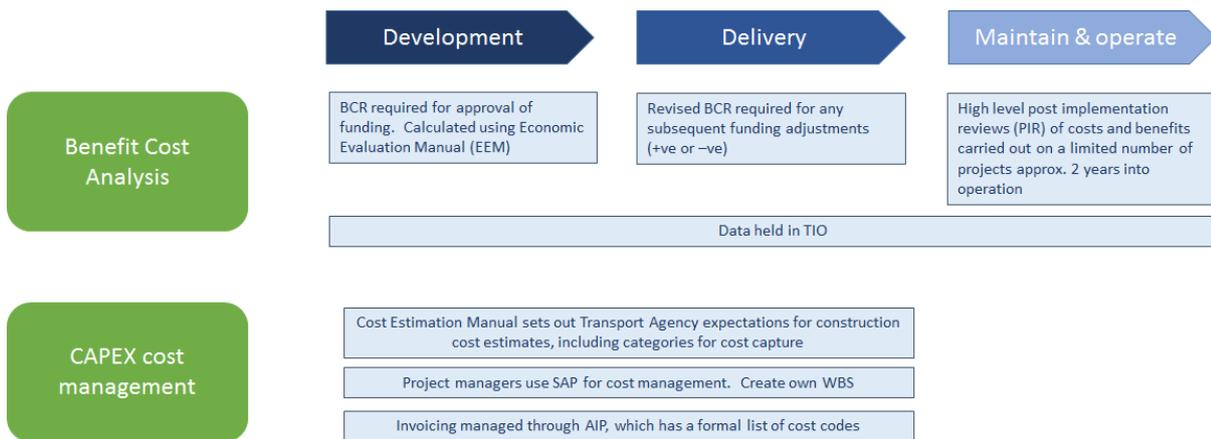 Development
Delivery
Maintain & operate
Benefit Cost
Analysis
BCR required for approval of
funding.  Calculated using Economic
Evaluation Manual (EEM)
Revised BCR required for any
subsequent funding adjustments
(+ve or –ve)
High level post implementation
reviews (PIR) of costs and benefits
carried out on a limited number of
projects approx. 2 years into
operation
Data held in TIO
CAPEX cost
management
Cost Estimation Manual sets out Transport Agency expectations for construction
cost estimates, including categories for cost capture
Project managers use SAP for cost management.  Create own WBS
Invoicing managed through AIP, which has a formal list of cost codes